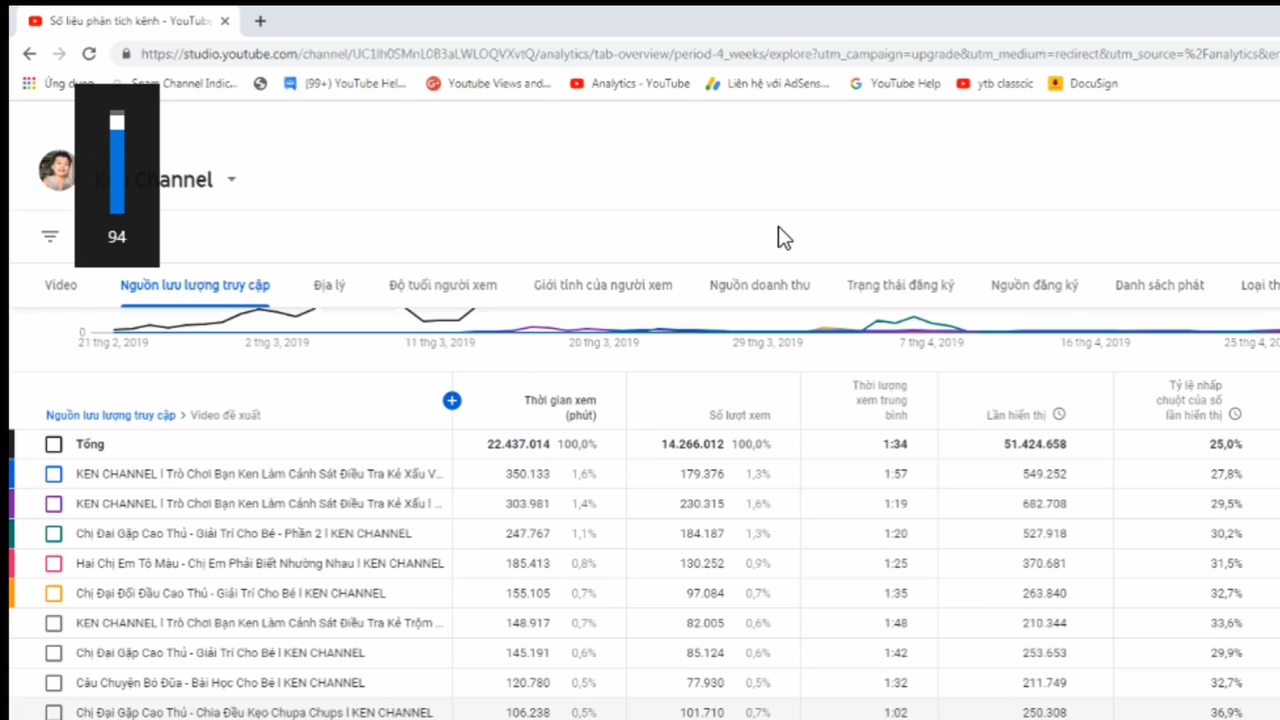 Số liệu phân tích kênh - YouTube
https://studio.youtube.com/channel/UC1lh0SMnL0B3aLWLOQVXvtQ/analytics/tab-overview/period-4_weeks/explore?utm_campaign=upgrade&utm_medium=redirect&utm_source=%2Fanalytics&e
Ứng dụng Scam Channel Indic... (99+) YouTube Hel... Youtube Views and... Analytics - YouTube Liên hệ với AdSens... YouTube Help ytb classcic DocuSign
Ken Channel
94
Video Nguồn lưu lượng truy cập Địa lý Độ tuổi người xem Giới tính của người xem Nguồn doanh thu Trạng thái đăng ký Nguồn đăng ký Danh sách phát Loại th
0
21 thg 2, 2019 2 thg 3, 2019 11 thg 3, 2019 20 thg 3, 2019 29 thg 3, 2019 7 thg 4, 2019 16 thg 4, 2019 25 thg 4, 20
Nguồn lưu lượng truy cập > Video đề xuất
Thời gian xem
(phút)
Số lượt xem
Thời lượng
xem trung
bình
Lần hiển thị
Tỷ lệ nhấp
chuột của số
lần hiển thị
Tổng 22.437.014 100,0% 14.266.012 100,0% 1:34 51.424.658 25,0%
KEN CHANNEL l Trò Chơi Bạn Ken Làm Cảnh Sát Điều Tra Kẻ Xấu V... 350.133 1,6% 179.376 1,3% 1:57 549.252 27,8%
KEN CHANNEL l Trò Chơi Bạn Ken Làm Cảnh Sát Điều Tra Kẻ Xấu l ... 303.981 1,4% 230.315 1,6% 1:19 682.708 29,5%
Chị Đai Gặp Cao Thủ - Giải Trí Cho Bé - Phần 2 l KEN CHANNEL 247.767 1,1% 184.187 1,3% 1:20 527.918 30,2%
Hai Chị Em Tô Màu - Chị Em Phải Biết Nhường Nhau l KEN CHANNEL 185.413 0,8% 130.252 0,9% 1:25 370.681 31,5%
Chị Đại Đối Đầu Cao Thủ - Giải Trí Cho Bé l KEN CHANNEL 155.105 0,7% 97.084 0,7% 1:35 263.840 32,7%
KEN CHANNEL l Trò Chơi Bạn Ken Làm Cảnh Sát Điều Tra Kẻ Trộm ... 148.917 0,7% 82.005 0,6% 1:48 210.344 33,6%
Chị Đại Gặp Cao Thủ - Giải Trí Cho Bé l KEN CHANNEL 145.191 0,6% 85.124 0,6% 1:42 253.653 29,9%
Câu Chuyện Bó Đũa - Bài Học Cho Bé l KEN CHANNEL 120.780 0,5% 77.930 0,5% 1:32 211.749 32,7%
Chị Đại Gặp Cao Thủ - Chia Đều Kẹo Chupa Chups l KEN CHANNEL 106.238 0,5% 101.710 0,7% 1:02 250.308 36,9%